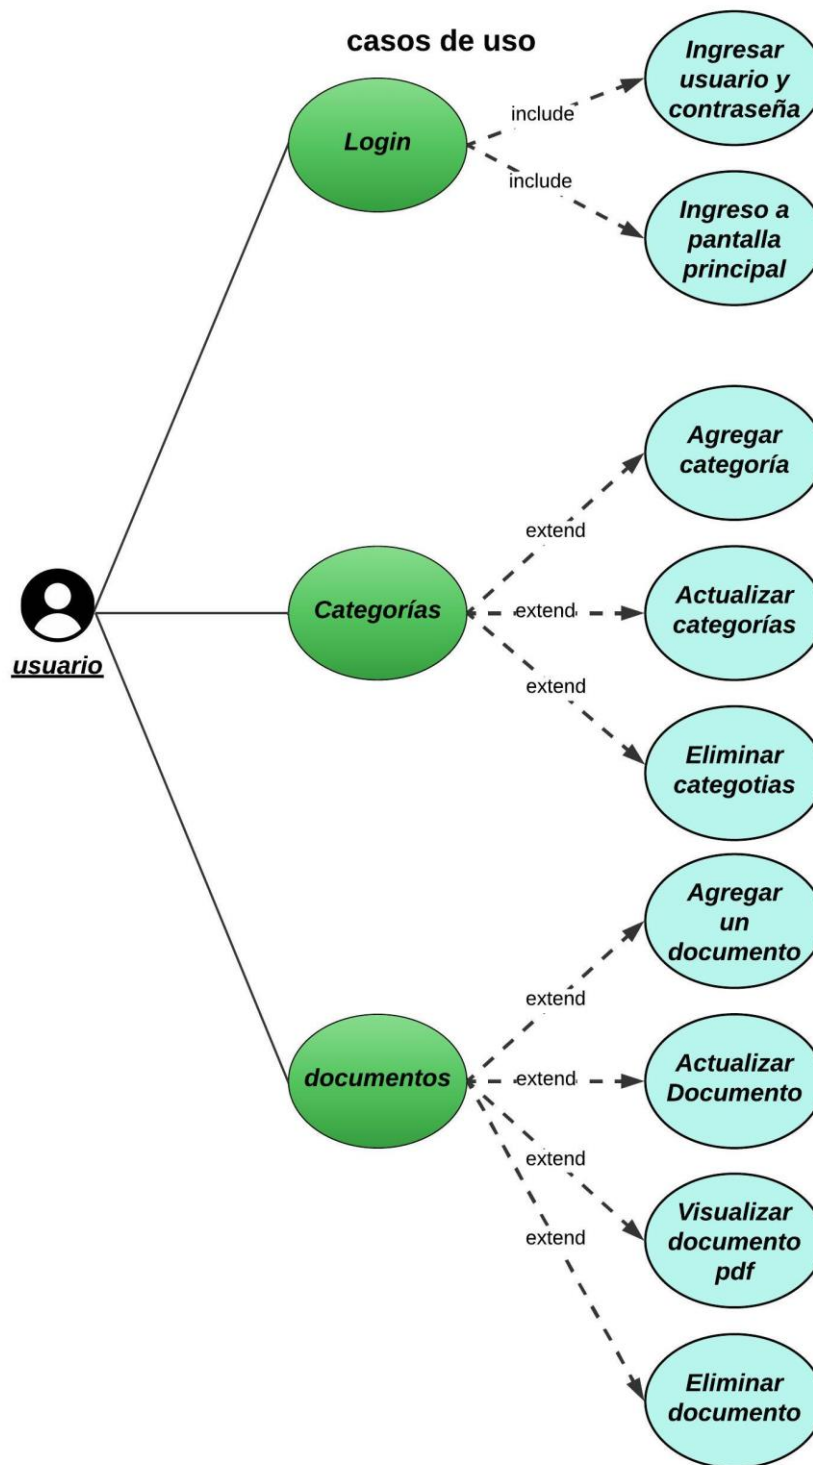 casos de uso
Ingresar
usuario y
contraseña
Login
include
include
Ingreso a
pantalla
principal
Agregar
categoría
extend
Categorías
extend
Actualizar
categorías
usuario
extend
Eliminar
categotias
Agregar
un
documento
extend
documentos
extend
Actualizar
Documento
extend
Visualizar
documento
pdf
extend
Eliminar
documento